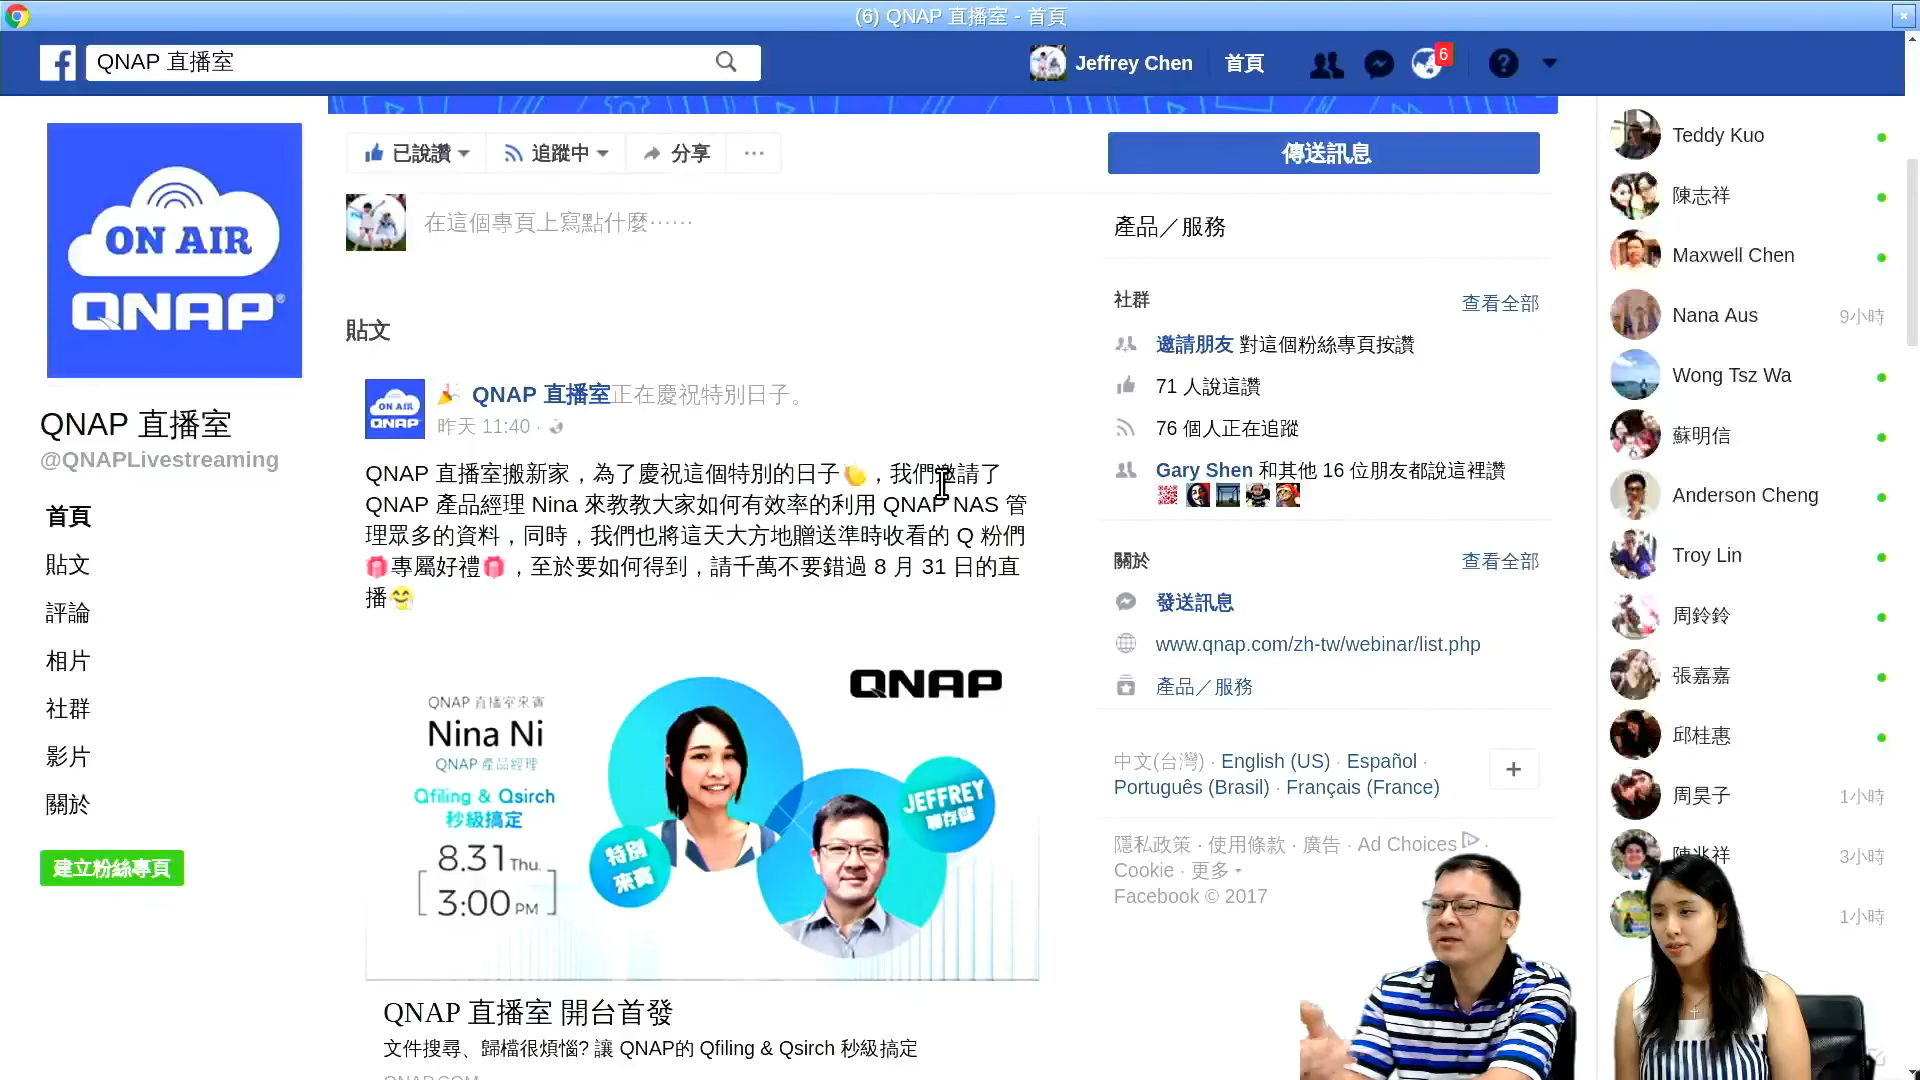 (6) QNAP 直播室 - 首頁
QNAP 直播室
Jeffrey Chen
首頁
6
?
ON AIR
QNAP
QNAP 直播室
@QNAPLivestreaming
首頁
貼文
評論
相片
社群
影片
關於
建立粉絲專頁
已說讚
追蹤中
分享
在這個專頁上寫點什麼⋯⋯
貼文
ON AIR
QNAP
QNAP 直播室正在慶祝特別日子。
昨天 11:40 ·
QNAP 直播室搬新家，為了慶祝這個特別的日子，我們邀請了
QNAP 產品經理 Nina 來教教大家如何有效率的利用 QNAP NAS 管
理眾多的資料，同時，我們也將這天大方地贈送準時收看的 Q 粉們
專屬好禮，至於要如何得到，請千萬不要錯過 8 月 31 日的直
播
QNAP
QNAP 直播室來賓
Nina Ni
QNAP 產品經理
Qfiling & Qsirch
秒級搞定
8.31 Thu.
3:00 PM
特別
來賓
JEFFREY
聊存儲
QNAP 直播室 開台首發
文件搜尋、歸檔很煩惱? 讓 QNAP的 Qfiling & Qsirch 秒級搞定
QNAP.COM
傳送訊息
產品／服務
社群
查看全部
邀請朋友 對這個粉絲專頁按讚
71 人說這讚
76 個人正在追蹤
Gary Shen 和其他 16 位朋友都說這裡讚
關於
查看全部
發送訊息
www.qnap.com/zh-tw/webinar/list.php
產品／服務
中文(台灣) · English (US) · Español ·
Português (Brasil) · Français (France)
+
隱私政策 · 使用條款 · 廣告 · Ad Choices ·
Cookie · 更多
Facebook © 2017
Teddy Kuo
陳志祥
Maxwell Chen
Nana Aus 9小時
Wong Tsz Wa
蘇明信
Anderson Cheng
Troy Lin
周鈴鈴
張嘉嘉
邱桂惠
周昊子 1小時
陳兆祥 3小時
1小時